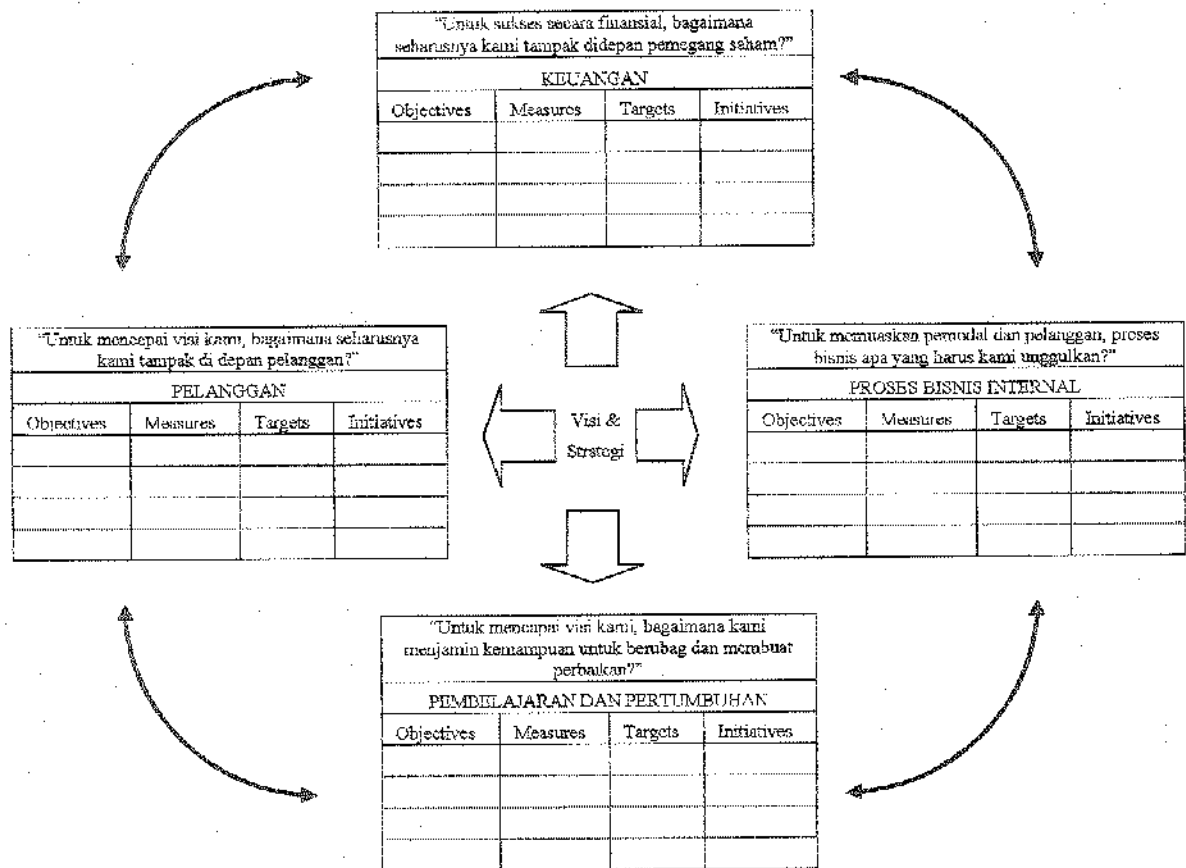 “Untuk sukses secara finansial, bagaimana
seharusnya kami tampak didepan pemegang saham?”
KEUANGAN
Objectives Measures Targets Initiatives
“Untuk mencapai visi kami, bagaimana seharusnya
kami tampak di depan pelanggan?”
PELANGGAN
Objectives Measures Targets Initiatives
Visi &
Strategi
“Untuk memuaskan pemodal dan pelanggan, proses
bisnis apa yang harus kami unggulkan?”
PROSES BISNIS INTERNAL
Objectives Measures Targets Initiatives
“Untuk mencapai visi kami, bagaimana kami
menjamin kemampuan untuk berubag dan membuat
perbaikan?”
PEMBELAJARAN DAN PERTUMBUHAN
Objectives Measures Targets Initiatives